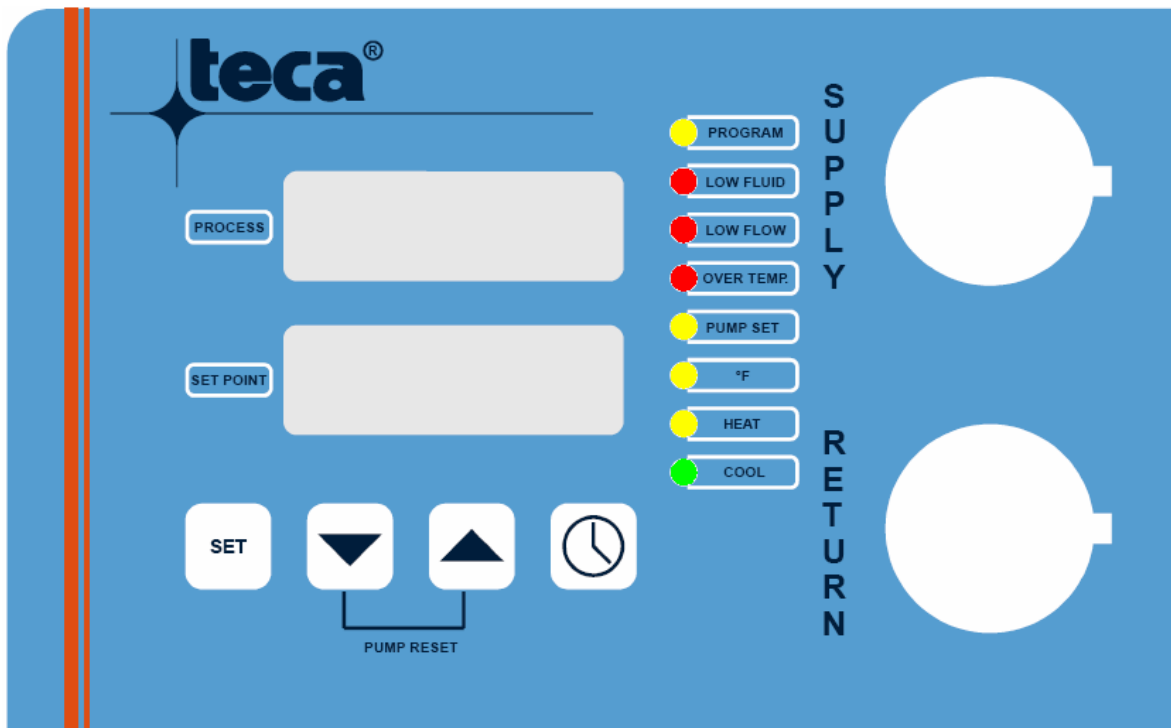 teca®
PROCESS
SET POINT
SET
PUMP RESET
PROGRAM
LOW FLUID
LOW FLOW
OVER TEMP.
PUMP SET
°F
HEAT
COOL
SUPPLY
RETURN